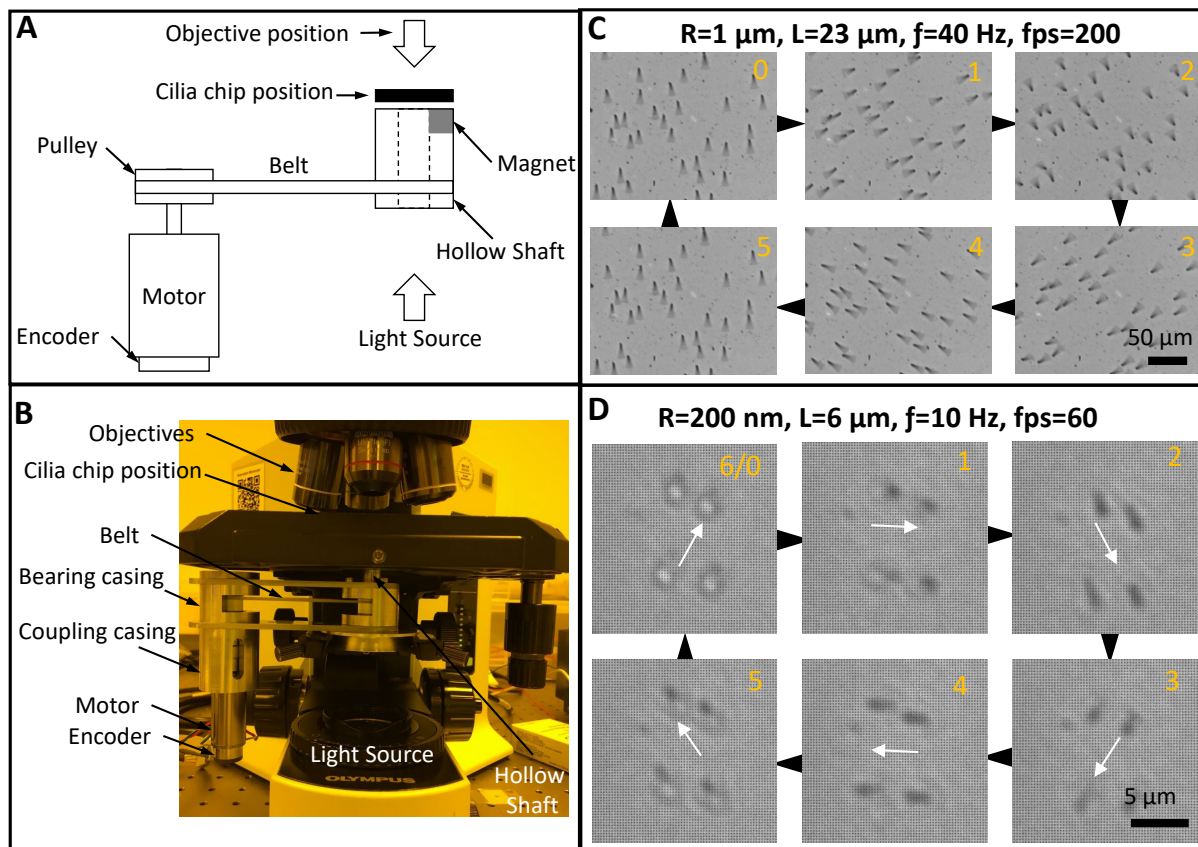 A
Objective position
Cilia chip position
Pulley
Belt
Magnet
Hollow Shaft
Motor
Encoder
Light Source
B
Objectives
Cilia chip position
Belt
Bearing casing
Coupling casing
Motor
Encoder
Light Source
OLYMPUS
Hollow
Shaft
C
R=1 µm, L=23 µm, ƒ=40 Hz, fps=200
0
1
2
5
4
3
50 µm
D
R=200 nm, L=6 µm, ƒ=10 Hz, fps=60
6/0
1
2
5
4
3
5 µm